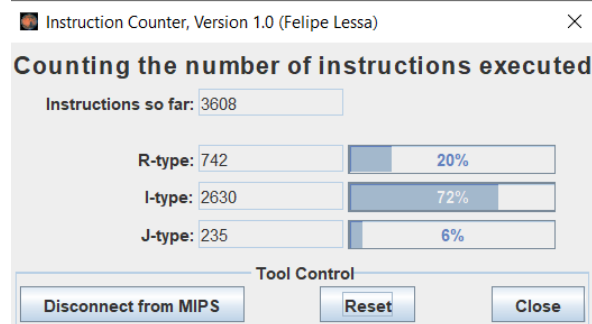 Instruction Counter, Version 1.0 (Felipe Lessa)
Counting the number of instructions executed
Instructions so far: 3608
R-type: 742 20%
I-type: 2630 72%
J-type: 235 6%
Tool Control
Disconnect from MIPS Reset Close